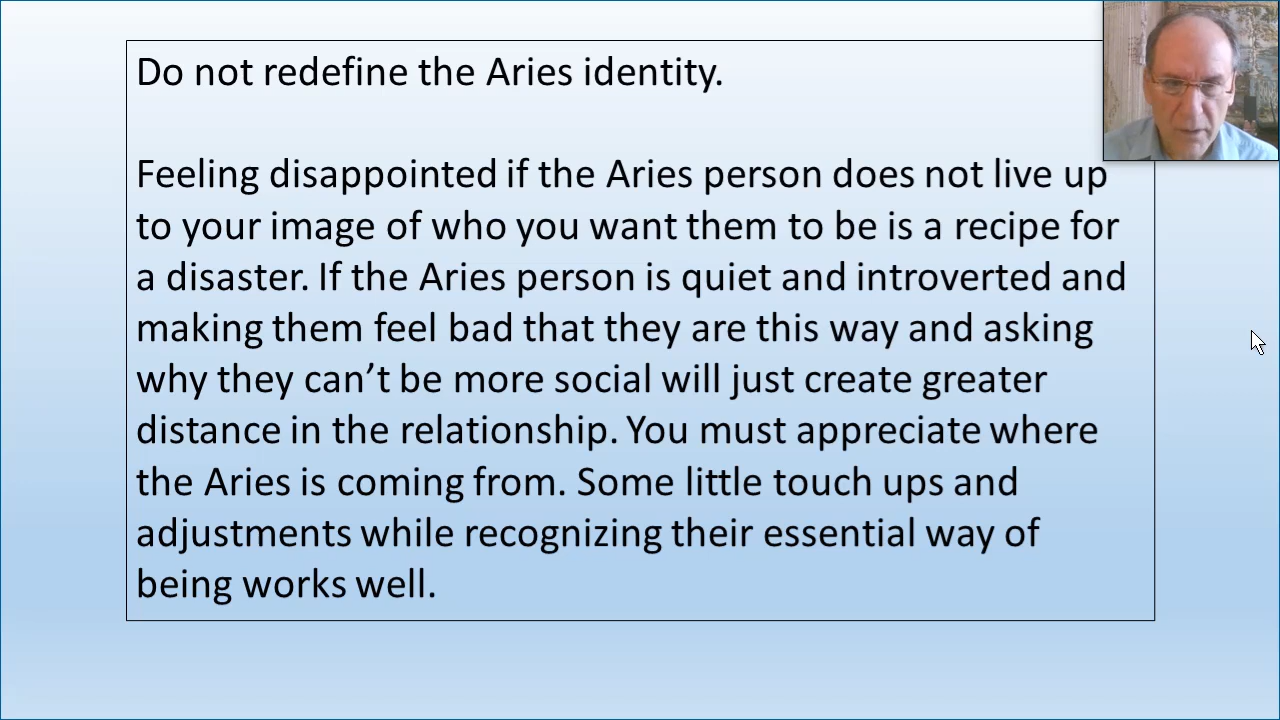 Do not redefine the Aries identity.
Feeling disappointed if the Aries person does not live up
to your image of who you want them to be is a recipe for
a disaster. If the Aries person is quiet and introverted and
making them feel bad that they are this way and asking
why they can’t be more social will just create greater
distance in the relationship. You must appreciate where
the Aries is coming from. Some little touch ups and
adjustments while recognizing their essential way of
being works well.